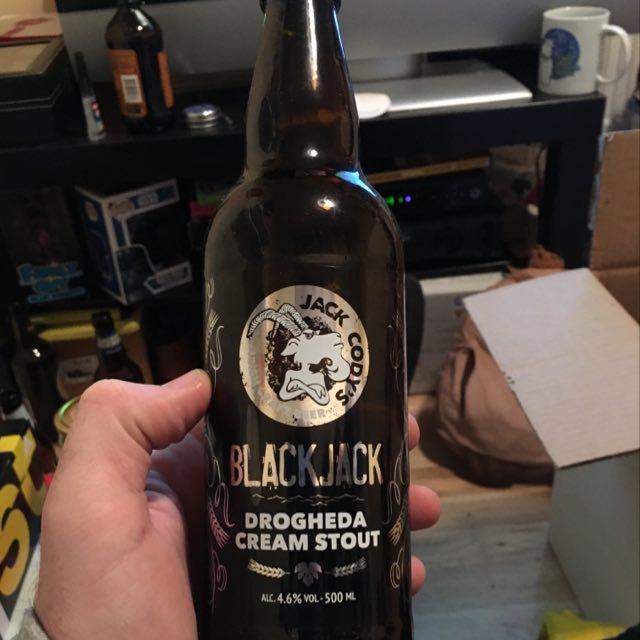 JACK CODY'S
BLACKJACK
DROGHEDA
CREAM STOUT
ALC. 4.6% VOL - 500 ML